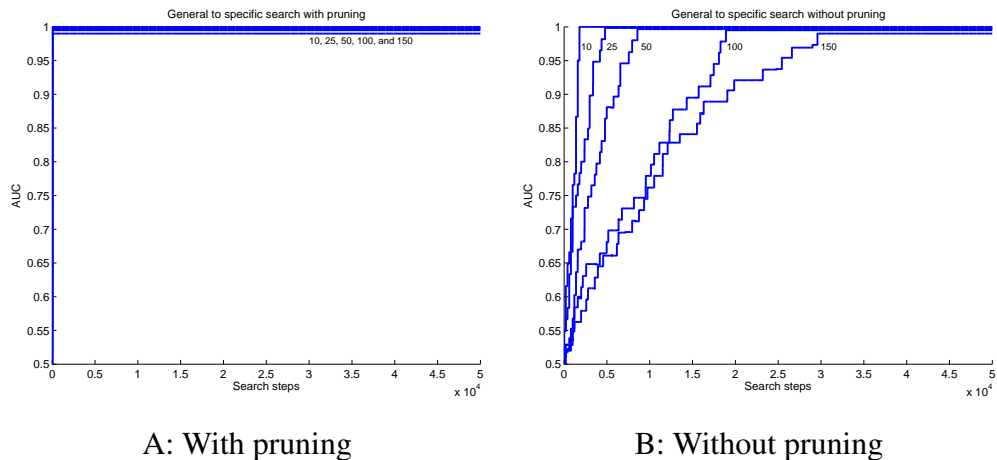 General to specific search with pruning
1
0.95
0.9
0.85
0.8
0.75
0.7
0.65
0.6
0.55
0.5
AUC
10, 25, 50, 100, and 150
0 0.5 1 1.5 2 2.5 3 3.5 4 4.5 5
Search steps
x 10^4
A: With pruning
General to specific search without pruning
1
0.95
0.9
0.85
0.8
0.75
0.7
0.65
0.6
0.55
0.5
AUC
10 25 50 100 150
0 0.5 1 1.5 2 2.5 3 3.5 4 4.5 5
Search steps
x 10^4
B: Without pruning